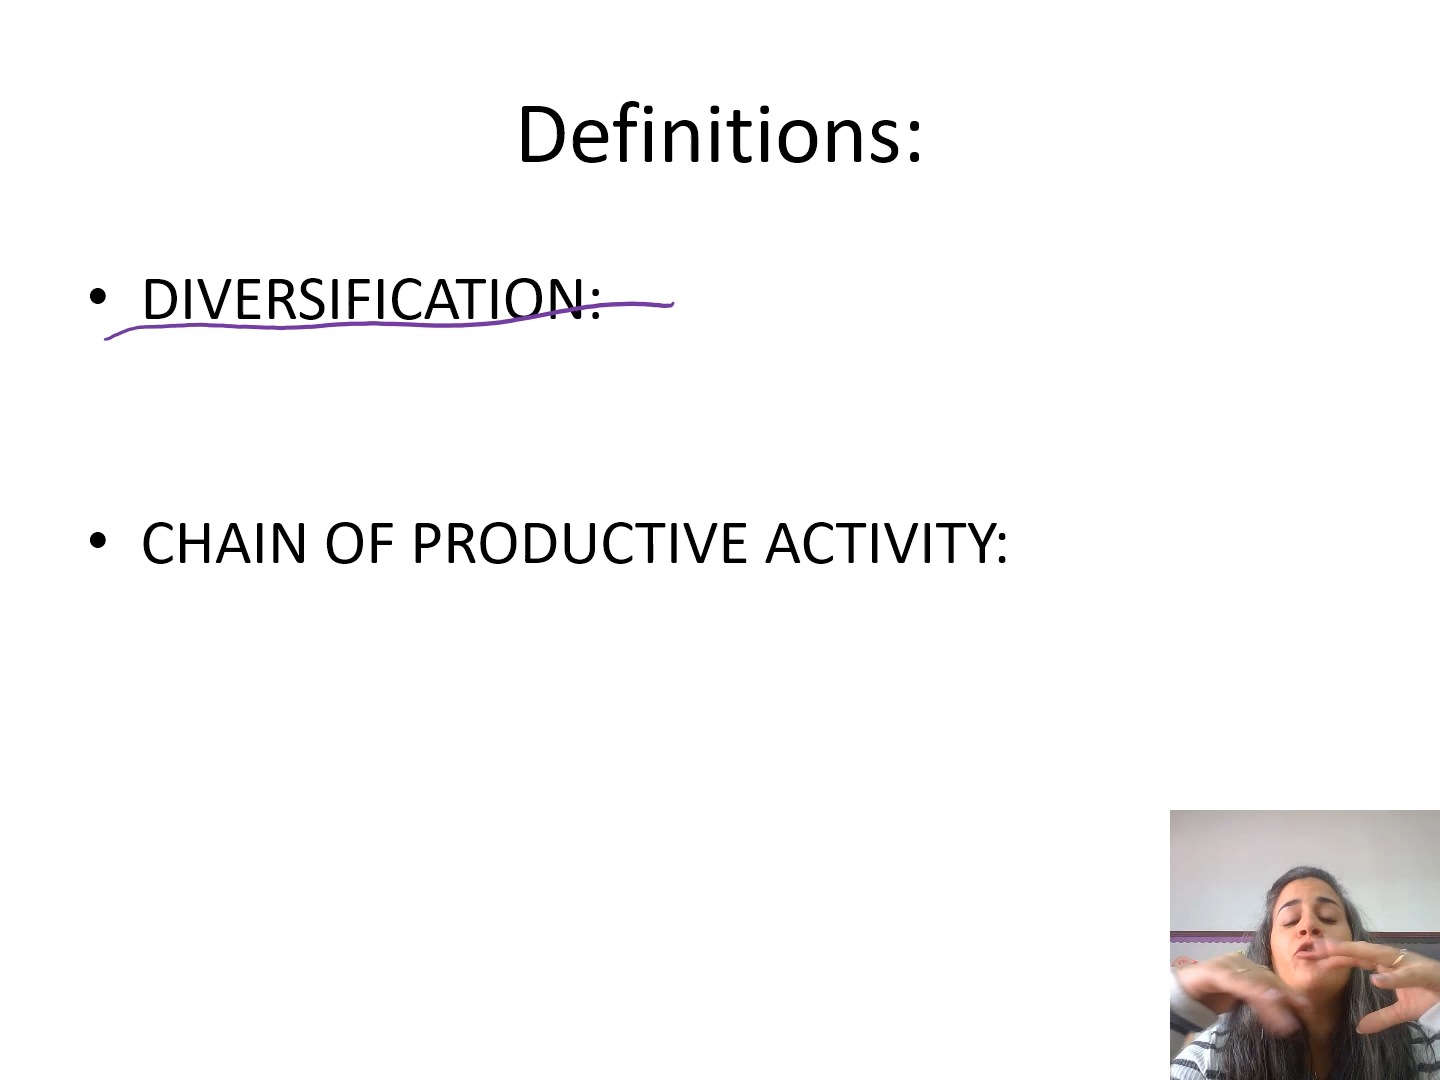 Definitions:
• DIVERSIFICATION:
• CHAIN OF PRODUCTIVE ACTIVITY: